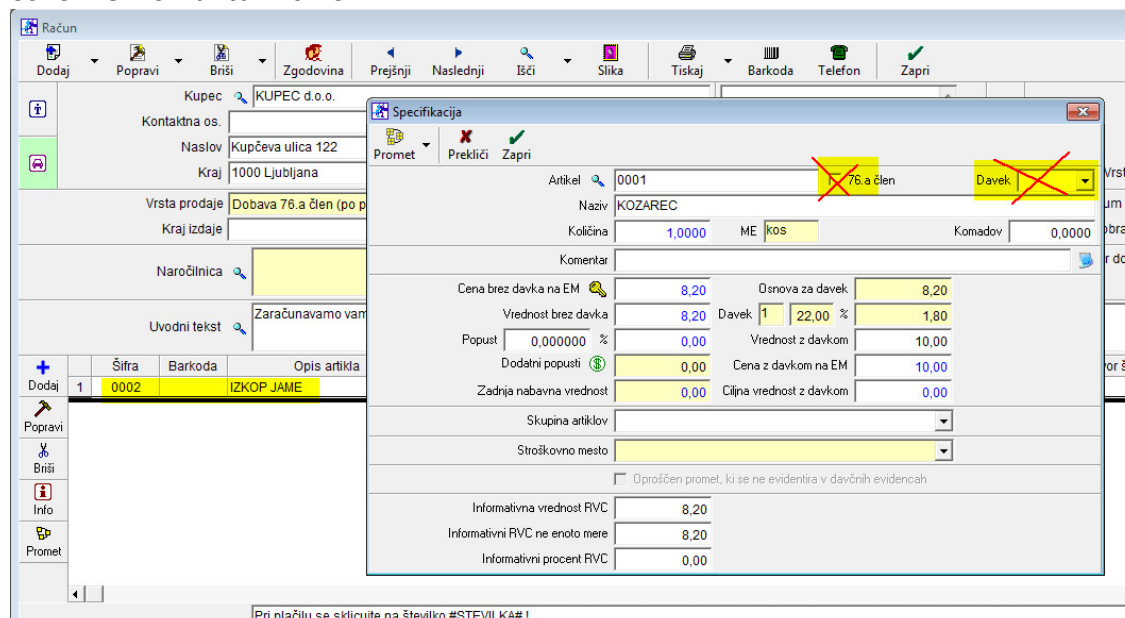 Račun
Dodaj Popravi Briši Zgodovina Prejšnji Naslednji Išči Slika Tiskaj Barkoda Telefon Zapri
Kupec KUPEC d.o.o.
Kontaktna os.
Naslov Kupčeva ulica 122
Kraj 1000 Ljubljana
Vrsta prodaje Dobava 76.a člen (po p
Kraj izdaje
Naročilnica
Uvodni tekst Zaračunavamo vam
Šifra Barkoda Opis artikla
Dodaj 1 0002 IZKOP JAME
Popravi
Briši
Info
Promet
Specifikacija
Promet Prekliči Zapri
Artikel 0001 76.a člen Davek
Naziv KOZAREC
Količina 1,0000 ME kos Komadov 0,0000
Komentar
Cena brez davka na EM 8,20 Osnova za davek 8,20
Vrednost brez davka 8,20 Davek 1 22,00 % 1,80
Popust 0,000000 % 0,00 Vrednost z davkom 10,00
Dodatni popusti 0,00 Cena z davkom na EM 10,00
Zadnja nabavna vrednost 0,00 Ciljna vrednost z davkom 0,00
Skupina artiklov
Stroškovno mesto
Oproščen promet, ki se ne evidentira v davčnih evidencah
Informativna vrednost RVC 8,20
Informativni RVC ne enoto mere 8,20
Informativni procent RVC 0,00
Pri plačilu se sklicujte na številko #STEVILKA# !